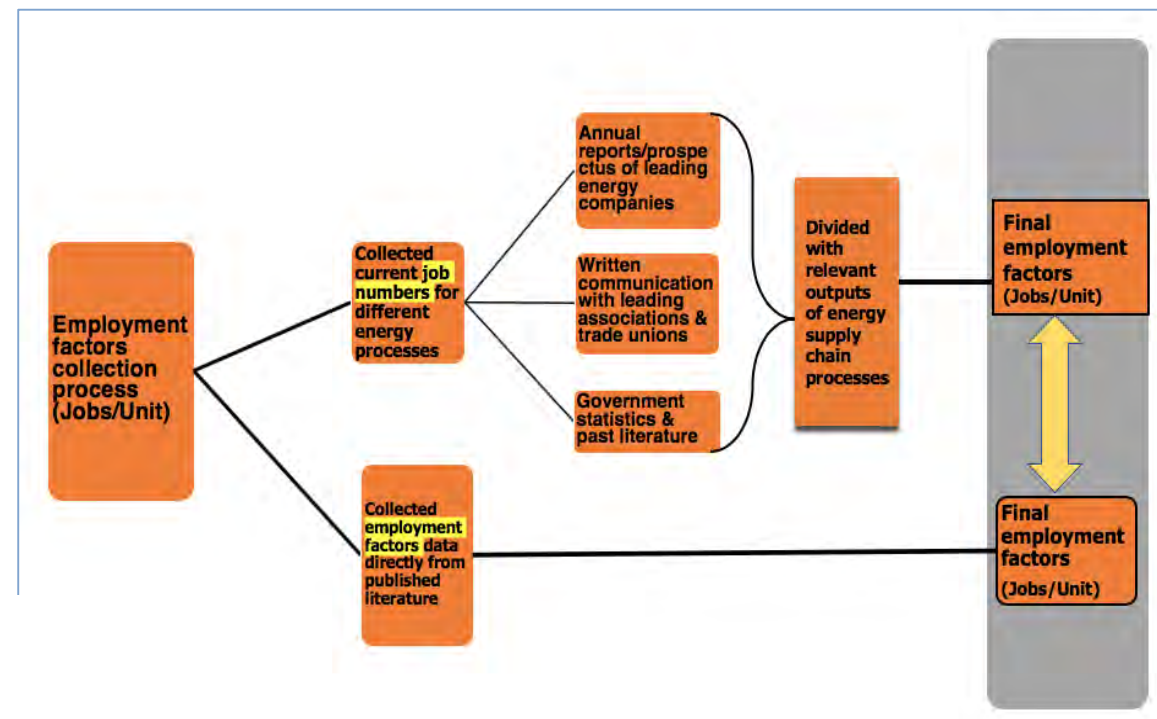 Employment
factors
collection
process
(Jobs/Unit)
Collected
current job
numbers for
different
energy
processes
Annual
reports/prospe
ctus of leading
energy
companies
Written
communication
with leading
associations &
trade unions
Government
statistics &
past literature
Divided
with
relevant
outputs
of energy
supply
chain
processes
Final
employment
factors
(Jobs/Unit)
Collected
employment
factors data
directly from
published
literature
Final
employment
factors
(Jobs/Unit)